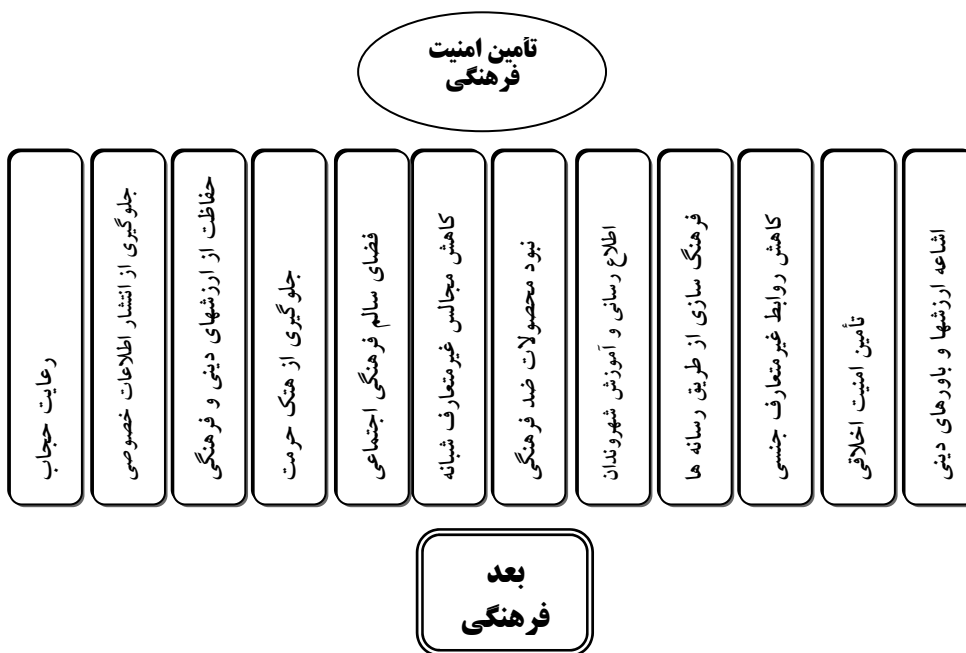 تأمین امنیت
فرهنگی
اشاعه ارزشها و باورهای دینی
تأمین امنیت اخلاقی
کاهش روابط غیرمتعارف جنسی
فرهنگ سازی از طریق رسانه ها
اطلاع رسانی و آموزش شهروندان
نبود محصولات ضد فرهنگی
کاهش مجالس غیرمتعارف شبانه
فضای سالم فرهنگی اجتماعی
جلوگیری از هتک حرمت
حفاظت از ارزشهای دینی و فرهنگی
جلوگیری از انتشار اطلاعات خصوصی
رعایت حجاب
بعد
فرهنگی